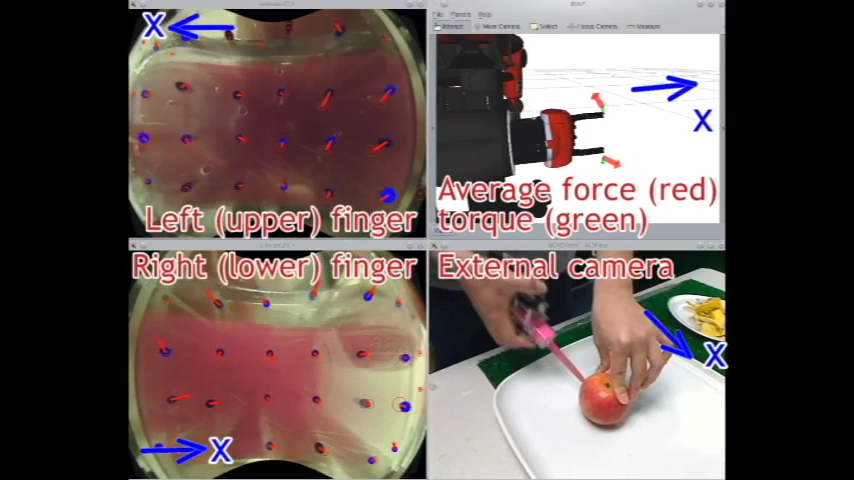 X
Left (upper) finger
File Panels Help
Interact Move Camera Select Focus Camera Measure
X
Average force (red)
torque (green)
Right (lower) finger
X
External camera
X